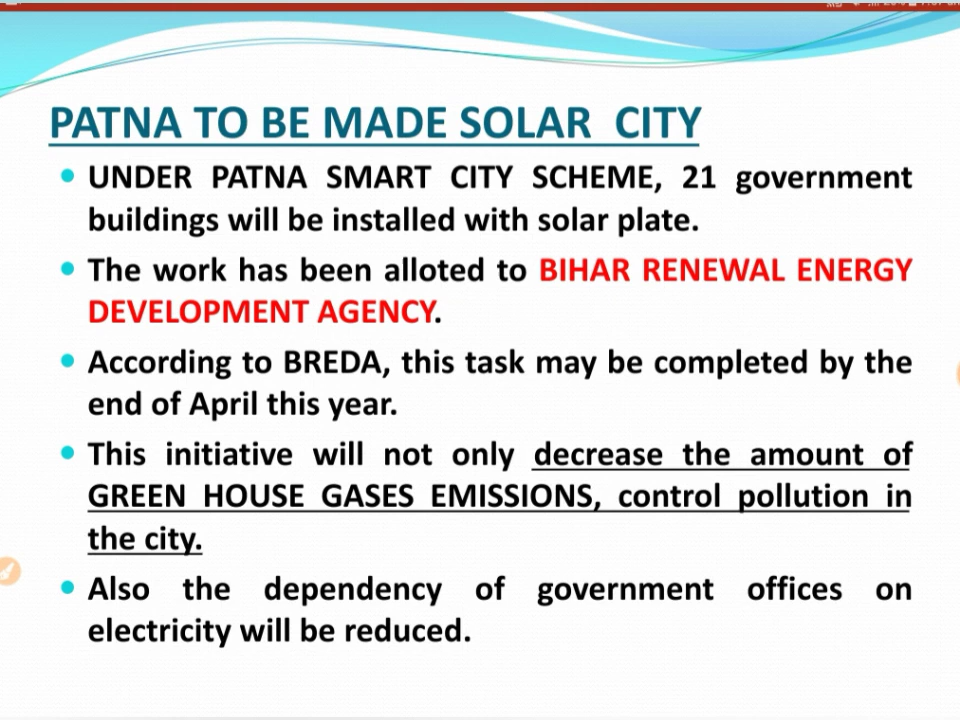 PATNA TO BE MADE SOLAR CITY
UNDER PATNA SMART CITY SCHEME, 21 government
buildings will be installed with solar plate.
The work has been alloted to BIHAR RENEWAL ENERGY
DEVELOPMENT AGENCY.
According to BREDA, this task may be completed by the
end of April this year.
This initiative will not only decrease the amount of
GREEN HOUSE GASES EMISSIONS, control pollution in
the city.
Also the dependency of government offices on
electricity will be reduced.